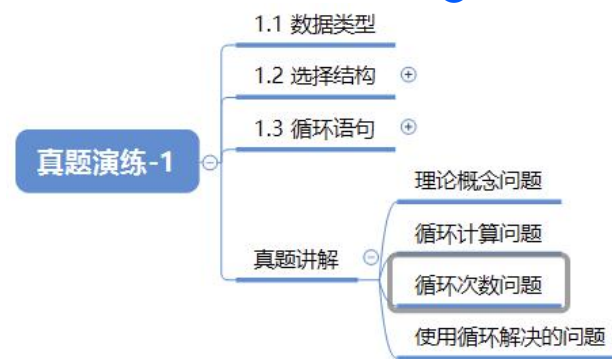 1.1 数据类型
1.2 选择结构
1.3 循环语句
真题演练-1
理论概念问题
循环计算问题
真题讲解
循环次数问题
使用循环解决的问题